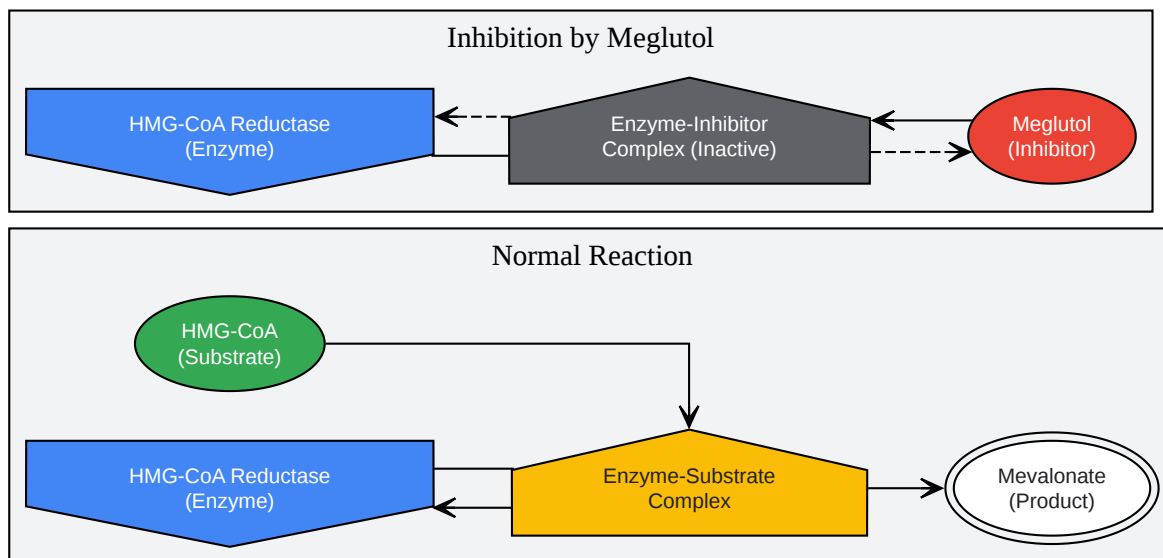 Inhibition by Meglutol
HMG-CoA Reductase
(Enzyme)
Enzyme-Inhibitor
Complex (Inactive)
Meglutol
(Inhibitor)
Normal Reaction
HMG-CoA
(Substrate)
HMG-CoA Reductase
(Enzyme)
Enzyme-Substrate
Complex
Mevalonate
(Product)